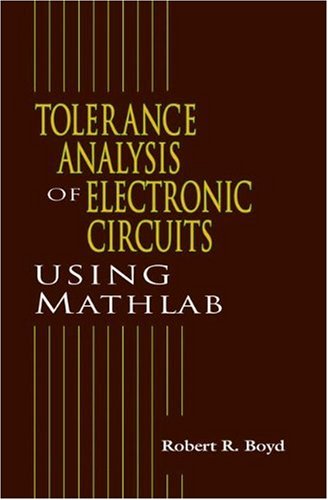 TOLERANCE
ANALYSIS
OF ELECTRONIC
CIRCUITS
USING
MATHLAB
Robert R. Boyd